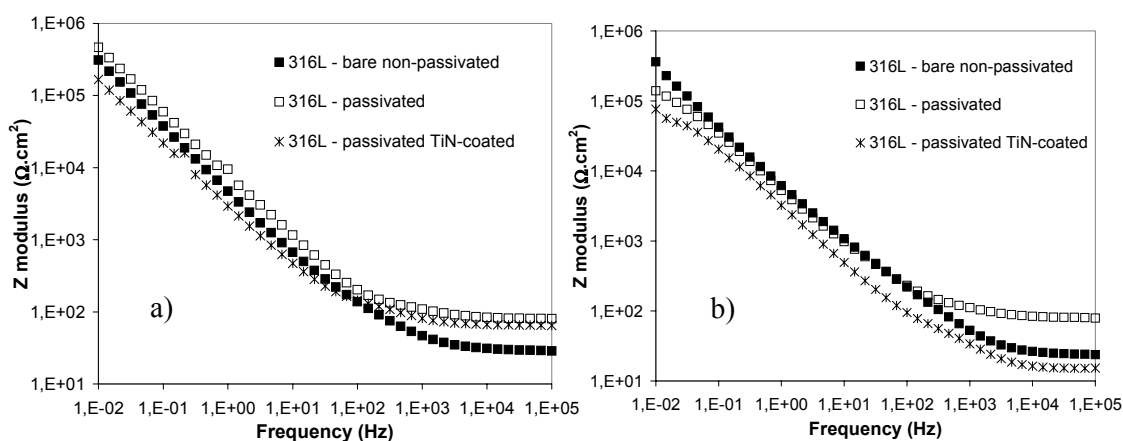 1,E+06
1,E+05
1,E+04
1,E+03
1,E+02
1,E+01
Z modulus (Ω.cm²)
316L - bare non-passivated
316L - passivated
316L - passivated TiN-coated
a)
1,E-02 1,E-01 1,E+00 1,E+01 1,E+02 1,E+03 1,E+04 1,E+05
Frequency (Hz)
1,E+06
1,E+05
1,E+04
1,E+03
1,E+02
1,E+01
Z modulus (Ω.cm²)
316L - bare non-passivated
316L - passivated
316L - passivated TiN-coated
b)
1,E-02 1,E-01 1,E+00 1,E+01 1,E+02 1,E+03 1,E+04 1,E+05
Frequency (Hz)